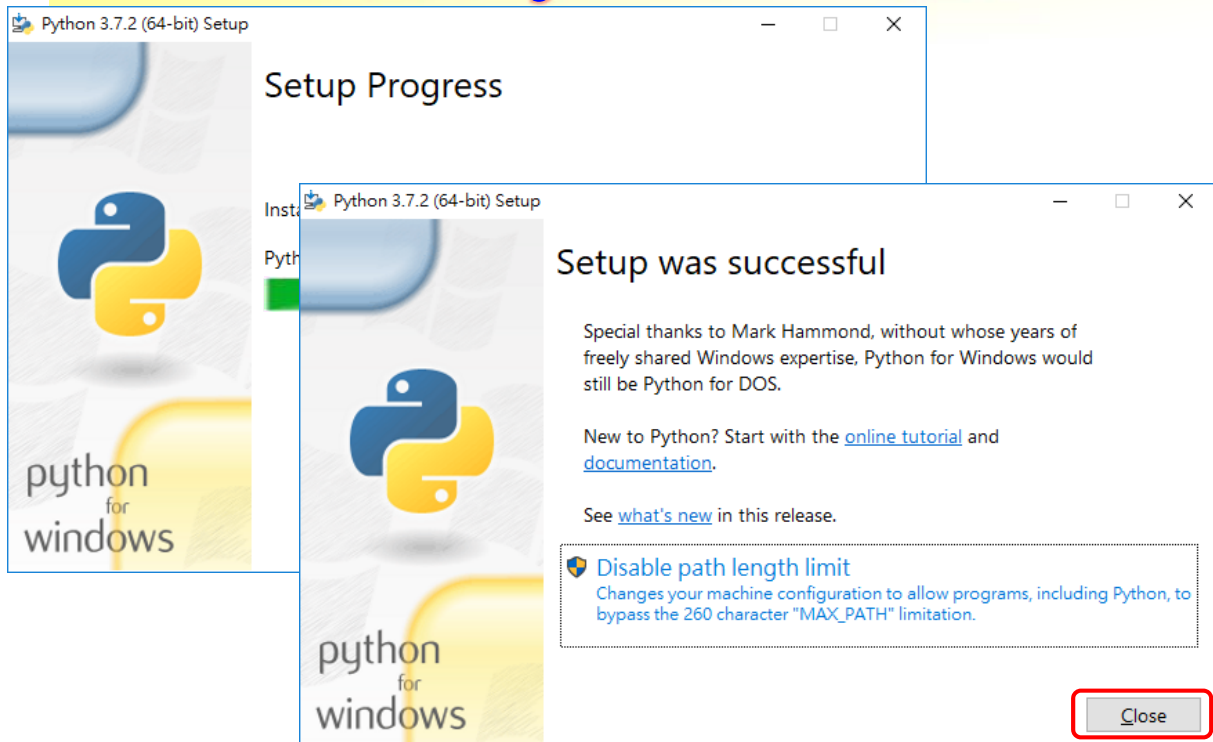 Python 3.7.2 (64-bit) Setup
Setup Progress
python
for
windows
Python 3.7.2 (64-bit) Setup
Setup was successful
Special thanks to Mark Hammond, without whose years of
freely shared Windows expertise, Python for Windows would
still be Python for DOS.
New to Python? Start with the online tutorial and
documentation.
See what's new in this release.
Disable path length limit
Changes your machine configuration to allow programs, including Python, to
bypass the 260 character "MAX_PATH" limitation.
python
for
windows
Close